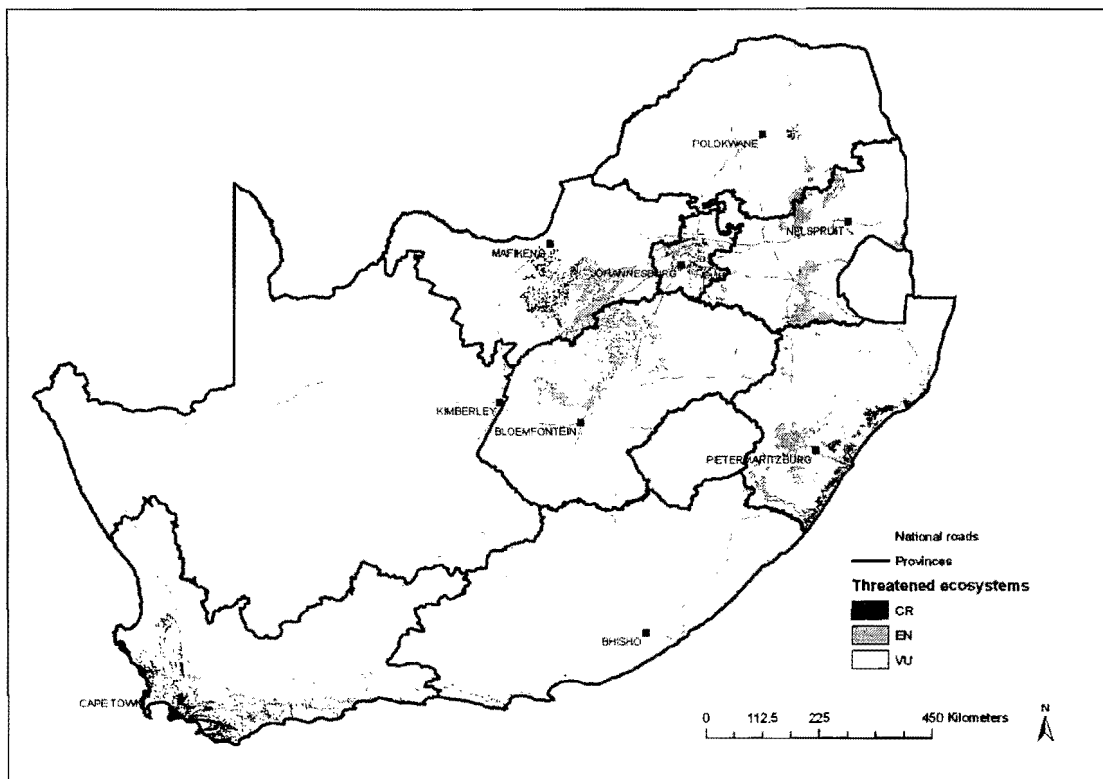 POLOKWANE
NELSPRUIT
MAFIKENG
JOHANNESBURG
KIMBERLEY
BLOEMFONTEIN
PIETERMARITZBURG
BHISHO
CAPE TOWN
National roads
Provinces
Threatened ecosystems
CR
EN
VU
0 112.5 225 450 Kilometers
N